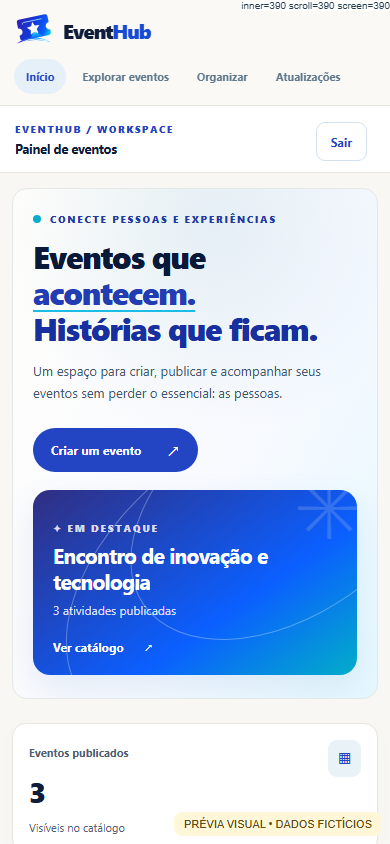 inner=390 scroll=390 screen=390
EventHub
Início Explorar eventos Organizar Atualizações
EVENTHUB / WORKSPACE
Painel de eventos
Sair
CONECTE PESSOAS E EXPERIÊNCIAS
Eventos que
acontecem.
Histórias que ficam.
Um espaço para criar, publicar e acompanhar seus
eventos sem perder o essencial: as pessoas.
Criar um evento ↗
✦ EM DESTAQUE
Encontro de inovação e
tecnologia
3 atividades publicadas
Ver catálogo ↗
Eventos publicados
3
Visíveis no catálogo
PRÉVIA VISUAL • DADOS FICTÍCIOS